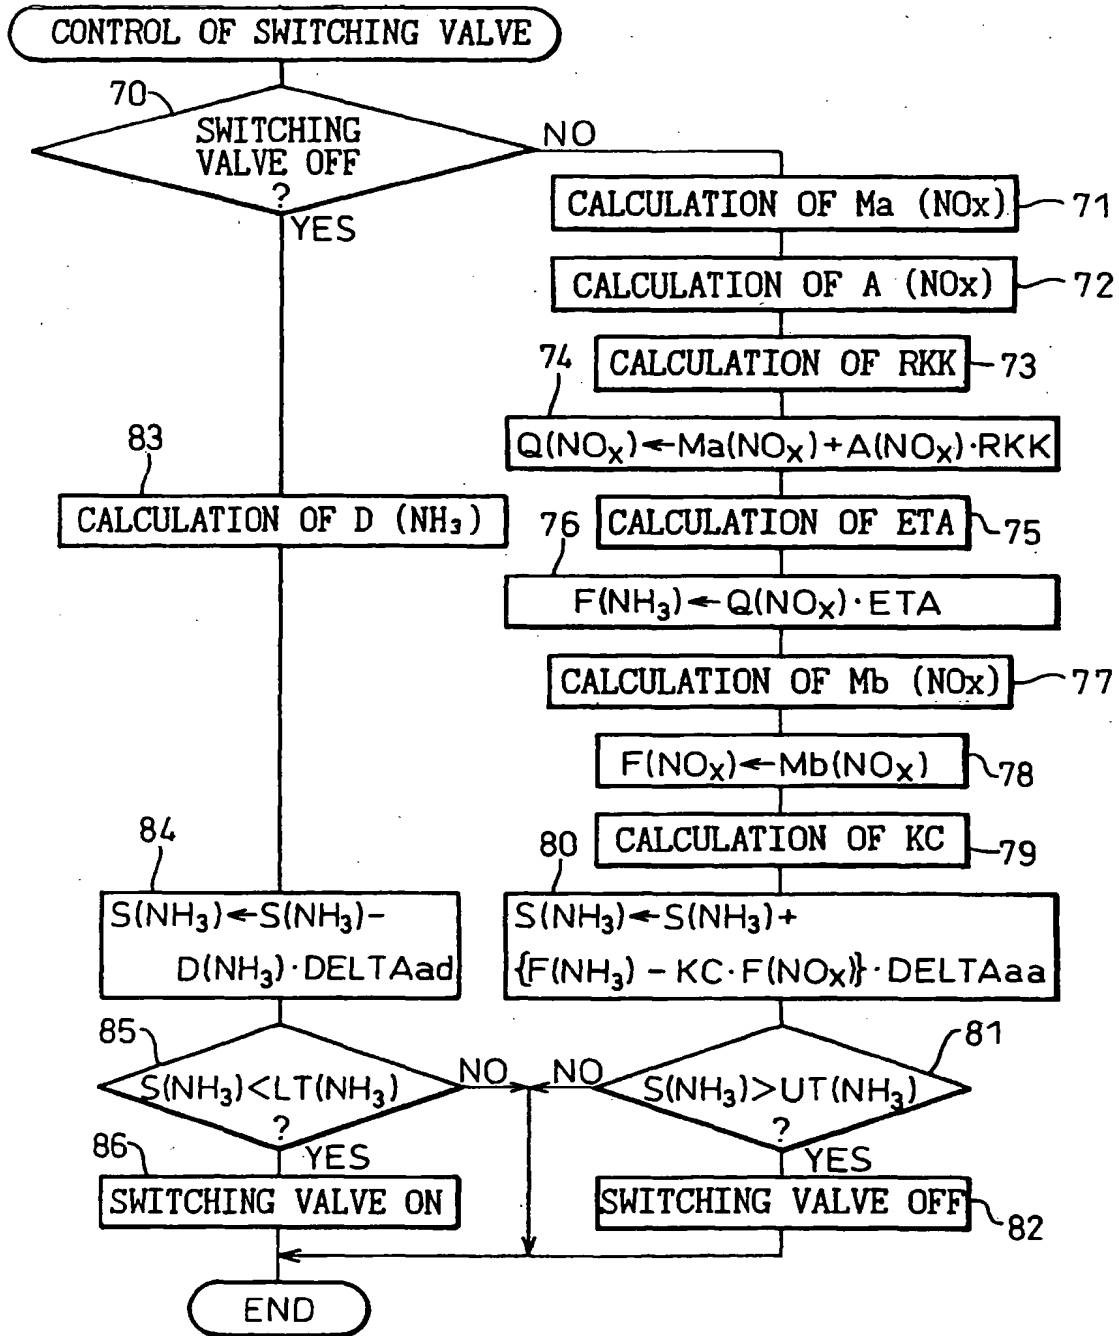 CONTROL OF SWITCHING VALVE
70
SWITCHING
VALVE OFF
?
NO
YES
CALCULATION OF Ma (NOx)
71
CALCULATION OF A (NOx)
72
CALCULATION OF RKK
73
74
Q(NOX)←Ma(NOX)+A(NOX)·RKK
83
CALCULATION OF D (NH3)
CALCULATION OF ETA
75
76
F(NH3)←Q(NOX)·ETA
CALCULATION OF Mb (NOx)
77
F(NOX)←Mb(NOX)
78
CALCULATION OF KC
79
84
S(NH3)←S(NH3)−
D(NH3)·DELTAad
80
S(NH3)←S(NH3)+
{F(NH3)−KC·F(NOX)}·DELTAaa
85
S(NH3)<LT(NH3)
?
NO
YES
81
NO
S(NH3)>UT(NH3)
?
YES
86
SWITCHING VALVE ON
SWITCHING VALVE OFF
82
END